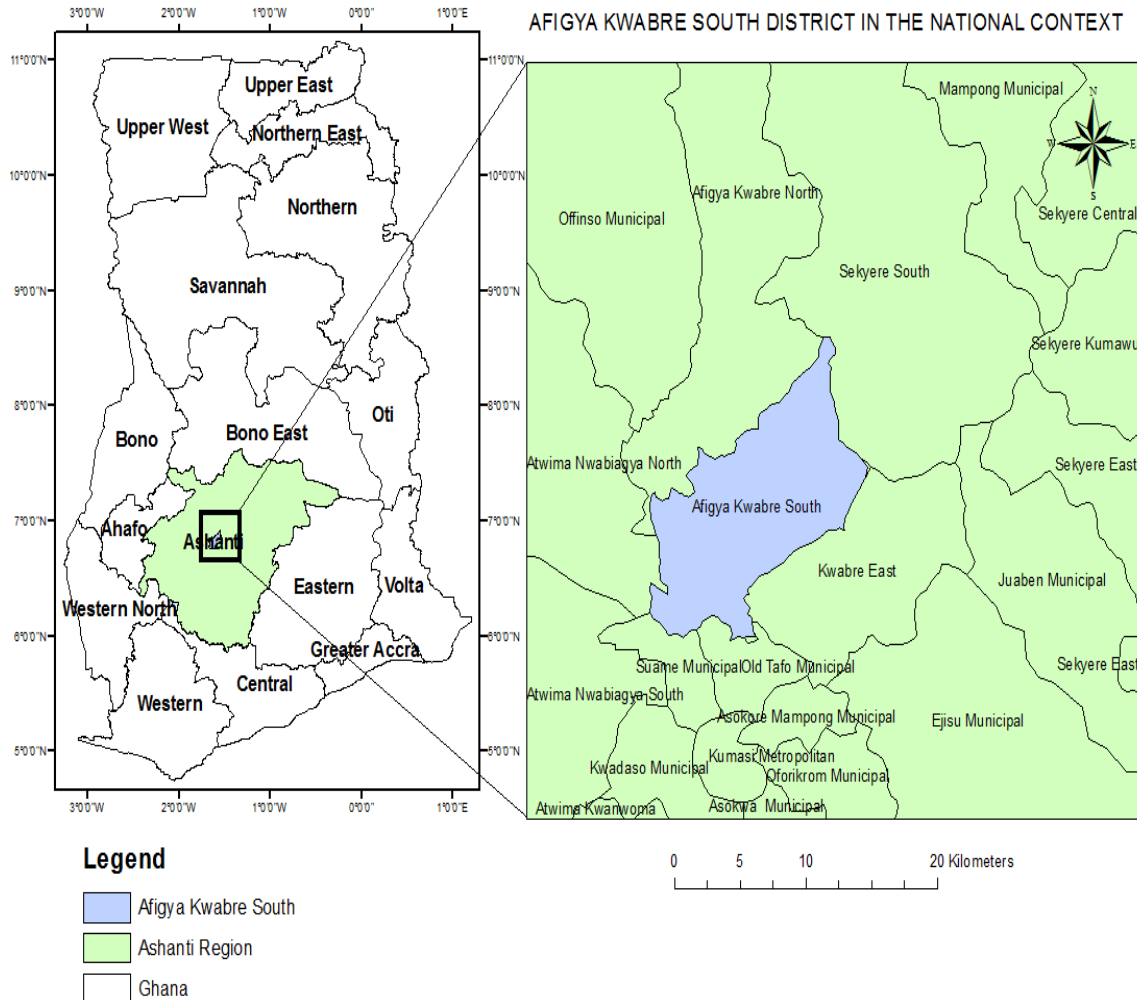 AFIGYA KWABRE SOUTH DISTRICT IN THE NATIONAL CONTEXT
3°0'0"W 2°0'0"W 1°0'0"W 0°0'0" 1°0'0"E
11°0'0"N
10°0'0"N
9°0'0"N
8°0'0"N
7°0'0"N
6°0'0"N
5°0'0"N
Upper East
Upper West
Northern East
Northern
Savannah
Oti
Bono
Bono East
Ahafo
Ashanti
Eastern
Volta
Western North
Greater Accra
Central
Western
11°0'0"N
10°0'0"N
9°0'0"N
8°0'0"N
7°0'0"N
6°0'0"N
5°0'0"N
3°0'0"W 2°0'0"W 1°0'0"W 0°0'0" 1°0'0"E
Mampong Municipal
N
W E
S
Afigya Kwabre North
Offinso Municipal
Sekyere Central
Sekyere South
Sekyere Kumawu
Atwima Nwabiagya North
Sekyere East
Afigya Kwabre South
Kwabre East
Juaben Municipal
Suame Municipal
Old Tafo Municipal
Sekyere East
Atwima Nwabiagya South
Asokore Mampong Municipal
Ejisu Municipal
Kumasi Metropolitan
Kwadaso Municipal
Oforikrom Municipal
Atwima Kwanwoma
Asokwa Municipal
0 5 10 20 Kilometers
Legend
Afigya Kwabre South
Ashanti Region
Ghana